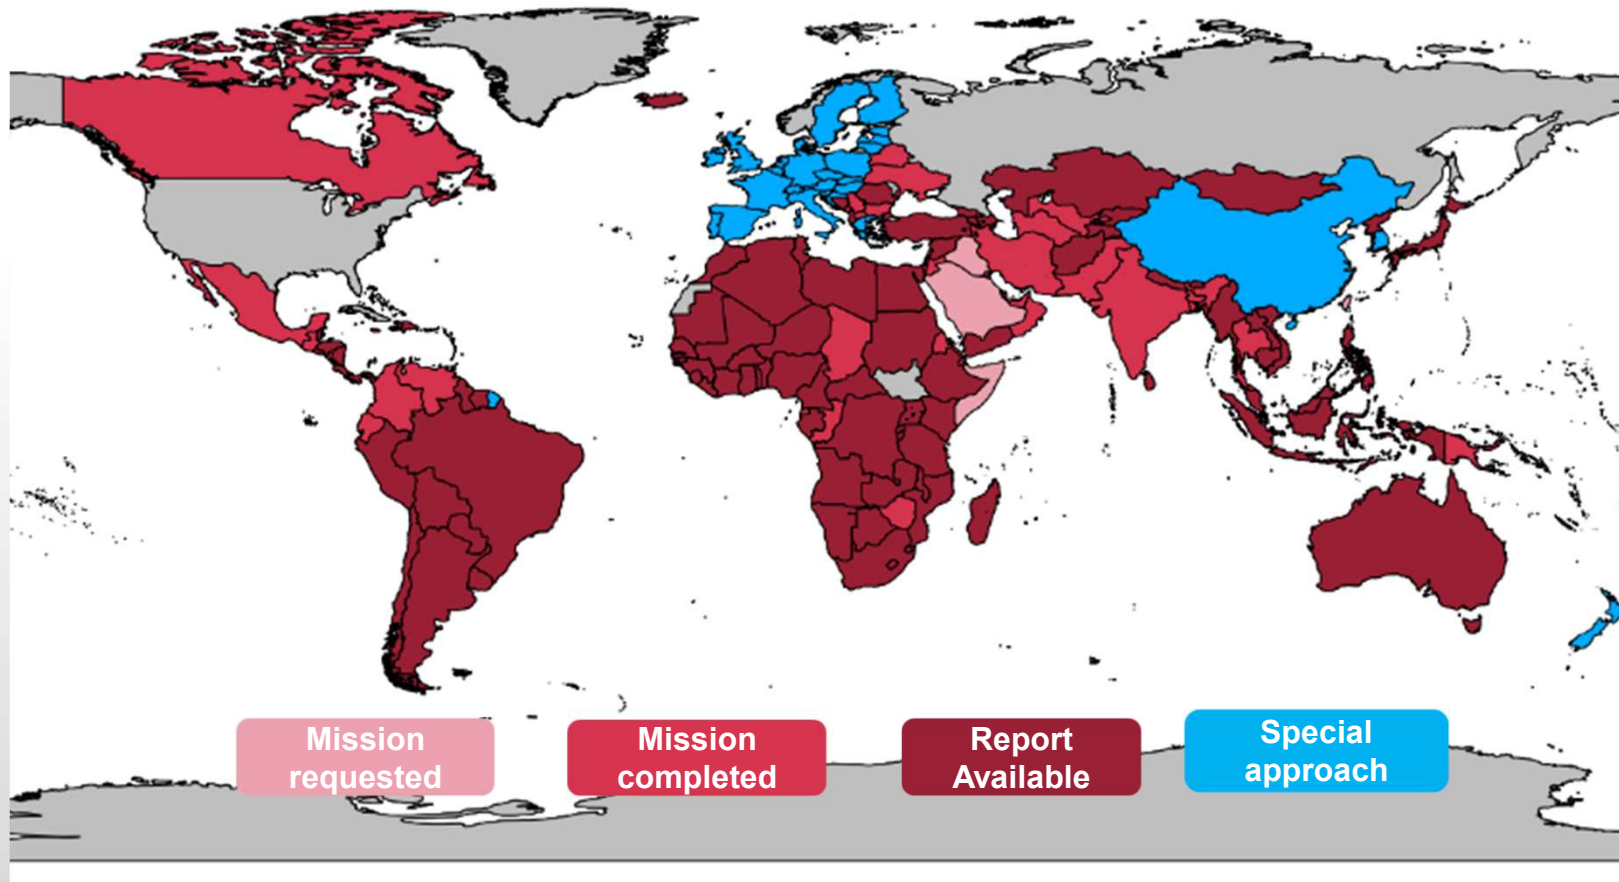 Mission
requested
Mission
completed
Report
Available
Special
approach